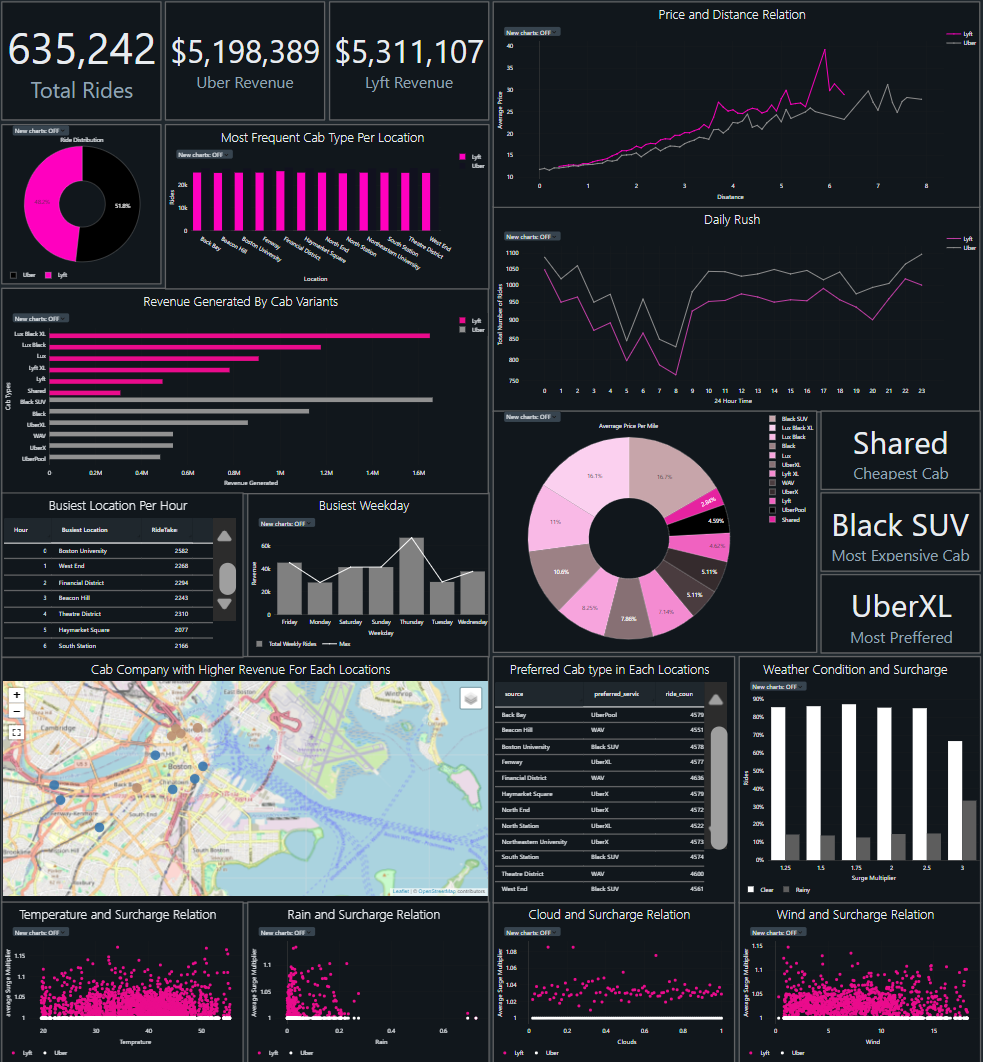 635,242
Total Rides
$5,198,389
Uber Revenue
$5,311,107
Lyft Revenue
Price and Distance Relation
New charts: OFF
Lyft
Uber
40
35
30
25
20
15
10
Average Price
0 1 2 3 4 5 6 7 8
Disatance
New charts: OFF
Ride Distribution
51.8%
Uber Lyft
Most Frequent Cab Type Per Location
New charts: OFF
Lyft
Uber
20k
10k
0
Rides
Back Bay
Beacon Hill
Boston University
Fenway
Financial District
Haymarket Square
North End
North Station
Northeastern University
South Station
Theatre District
West End
Location
Daily Rush
New charts: OFF
Lyft
Uber
1100
1050
1000
950
900
850
800
750
Total Number of Rides
0 1 2 3 4 5 6 7 8 9 10 11 12 13 14 15 16 17 18 19 20 21 22 23
24 Hour Time
Revenue Generated By Cab Variants
New charts: OFF
Lyft
Uber
Lux Black XL
Lux Black
Lux
Lyft XL
Lyft
Shared
Black SUV
Black
UberXL
WAV
UberX
UberPool
Cab Types
0 0.2M 0.4M 0.6M 0.8M 1M 1.2M 1.4M 1.6M
Revenue Generated
New charts: OFF
Averrage Price Per Mile
Black SUV
Lux Black XL
Lux Black
Black
Lux
UberXL
Lyft XL
WAV
UberX
Lyft
UberPool
Shared
16.7%
2.84%
4.59%
4.62%
5.11%
5.11%
7.14%
7.86%
8.25%
10.6%
11%
16.1%
Shared
Cheapest Cab
Black SUV
Most Expensive Cab
UberXL
Most Preffered
Busiest Location Per Hour
Hour Busiest Location RideTake
0 Boston University 2582
1 West End 2268
2 Financial District 2294
3 Beacon Hill 2243
4 Theatre District 2310
5 Haymarket Square 2077
6 South Station 2166
Busiest Weekday
New charts: OFF
60k
40k
20k
0
Revenue
Friday Monday Saturday Sunday Thursday Tuesday Wednesday
Weekday
Total Weekly Rides Max
Cab Company with Higher Revenue For Each Locations
+
−
East Boston
Winthrop
Cambridge
Boston
Back Bay
South End
South Boston
Brookline
Roxbury
Leaflet | © OpenStreetMap contributors
Preferred Cab type in Each Locations
source preferred_servic ride_coun
Back Bay UberPool 4579
Beacon Hill WAV 4551
Boston University Black SUV 4578
Fenway UberXL 4577
Financial District WAV 4636
Haymarket Square UberX 4579
North End UberX 4572
North Station UberXL 4522
Northeastern University UberX 4573
South Station Black SUV 4574
Theatre District WAV 4600
West End Black SUV 4561
Weather Condition and Surcharge
New charts: OFF
90%
80%
70%
60%
50%
40%
30%
20%
10%
0%
Rides
1.25 1.5 1.75 2 2.5 3
Surge Multiplier
Clear Rainy
Temperature and Surcharge Relation
New charts: OFF
1.15
1.1
1.05
1
Average Surge Multiplier
20 30 40 50
Temprature
Lyft Uber
Rain and Surcharge Relation
New charts: OFF
1.1
1.05
1
Average Surge Multiplier
0 0.2 0.4 0.6
Rain
Lyft Uber
Cloud and Surcharge Relation
New charts: OFF
1.08
1.06
1.04
1.02
1
Average Surge Multiplier
0 0.2 0.4 0.6 0.8 1
Clouds
Lyft Uber
Wind and Surcharge Relation
New charts: OFF
1.15
1.1
1.05
1
Average Surge Multiplier
0 5 10 15
Wind
Lyft Uber